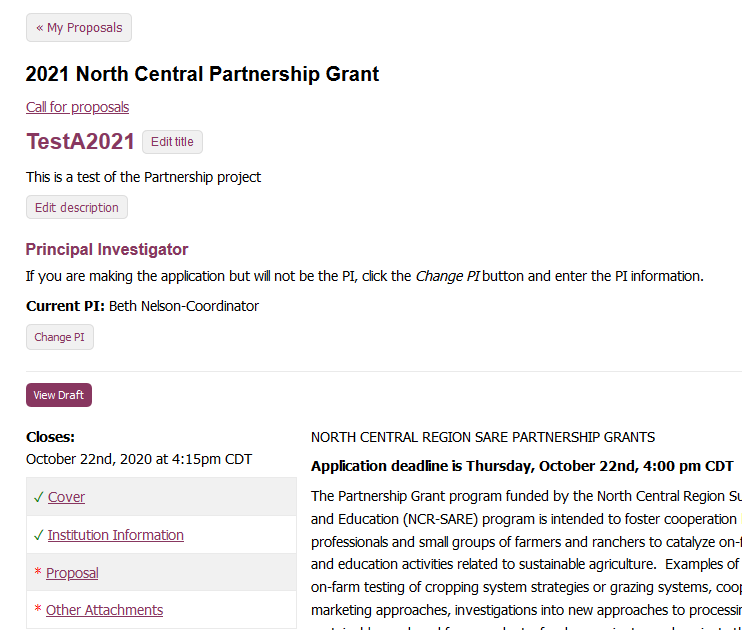 « My Proposals
2021 North Central Partnership Grant
Call for proposals
TestA2021 Edit title
This is a test of the Partnership project
Edit description
Principal Investigator
If you are making the application but will not be the PI, click the Change PI button and enter the PI information.
Current PI: Beth Nelson-Coordinator
Change PI
View Draft
Closes:
October 22nd, 2020 at 4:15pm CDT
✓ Cover
✓ Institution Information
* Proposal
* Other Attachments
NORTH CENTRAL REGION SARE PARTNERSHIP GRANTS
Application deadline is Thursday, October 22nd, 4:00 pm CDT
The Partnership Grant program funded by the North Central Region Su
and Education (NCR-SARE) program is intended to foster cooperation
professionals and small groups of farmers and ranchers to catalyze on-f
and education activities related to sustainable agriculture. Examples of
on-farm testing of cropping system strategies or grazing systems, coop
marketing approaches, investigations into new approaches to processin